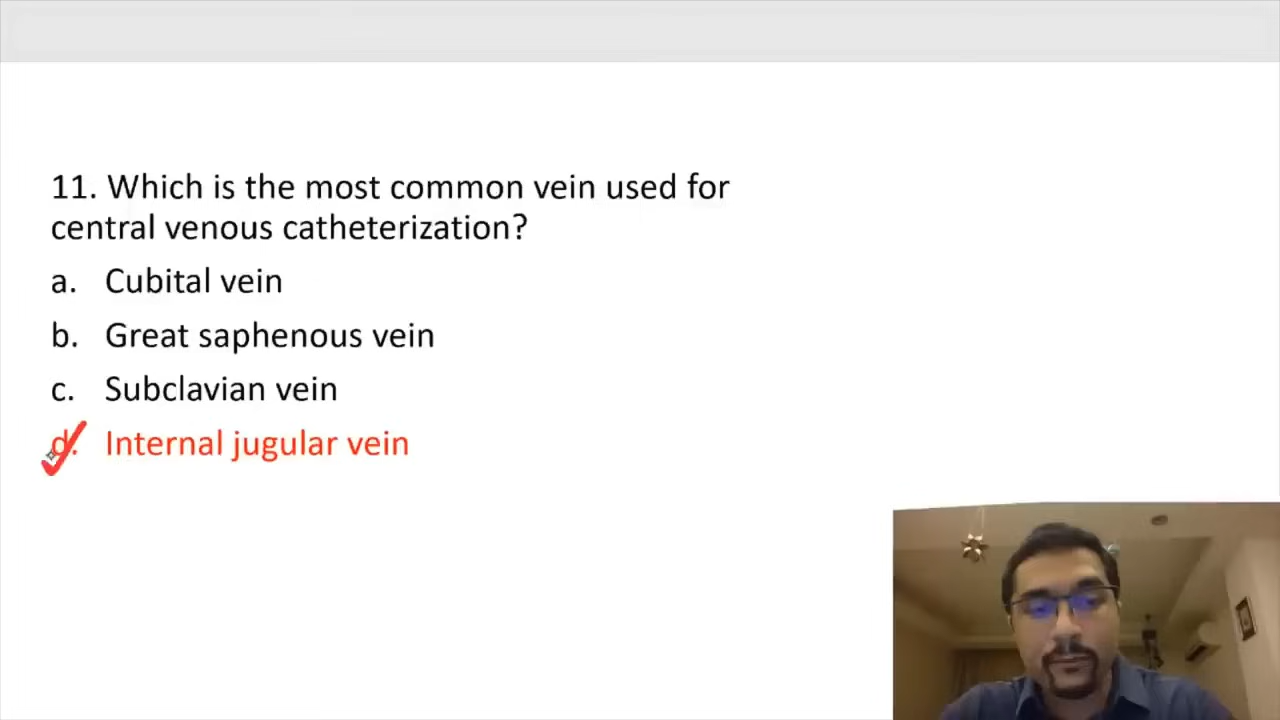 11. Which is the most common vein used for
central venous catheterization?
a. Cubital vein
b. Great saphenous vein
c. Subclavian vein
d. Internal jugular vein